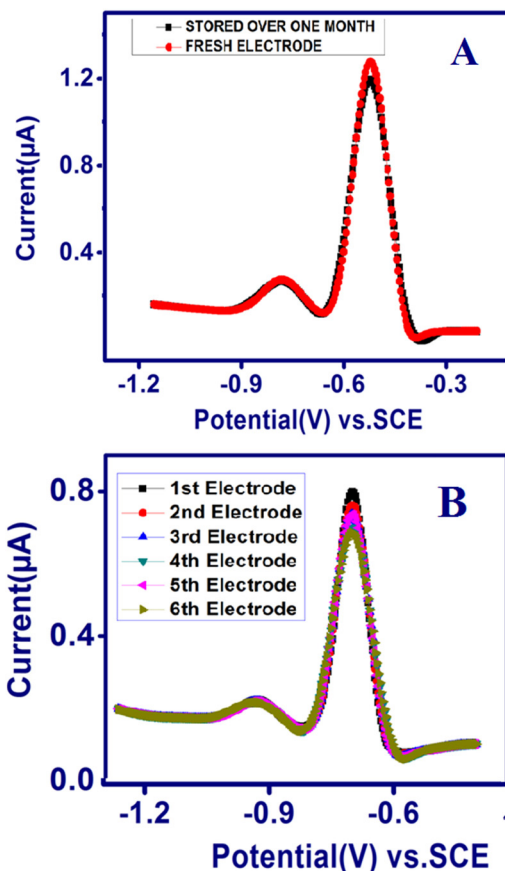 STORED OVER ONE MONTH
FRESH ELECTRODE
A
1.2
0.8
0.4
Current(µA)
-1.2
-0.9
-0.6
-0.3
Potential(V) vs.SCE
B
1st Electrode
2nd Electrode
3rd Electrode
4th Electrode
5th Electrode
6th Electrode
0.8
0.4
0.0
Current(µA)
-1.2
-0.9
-0.6
Potential(V) vs.SCE